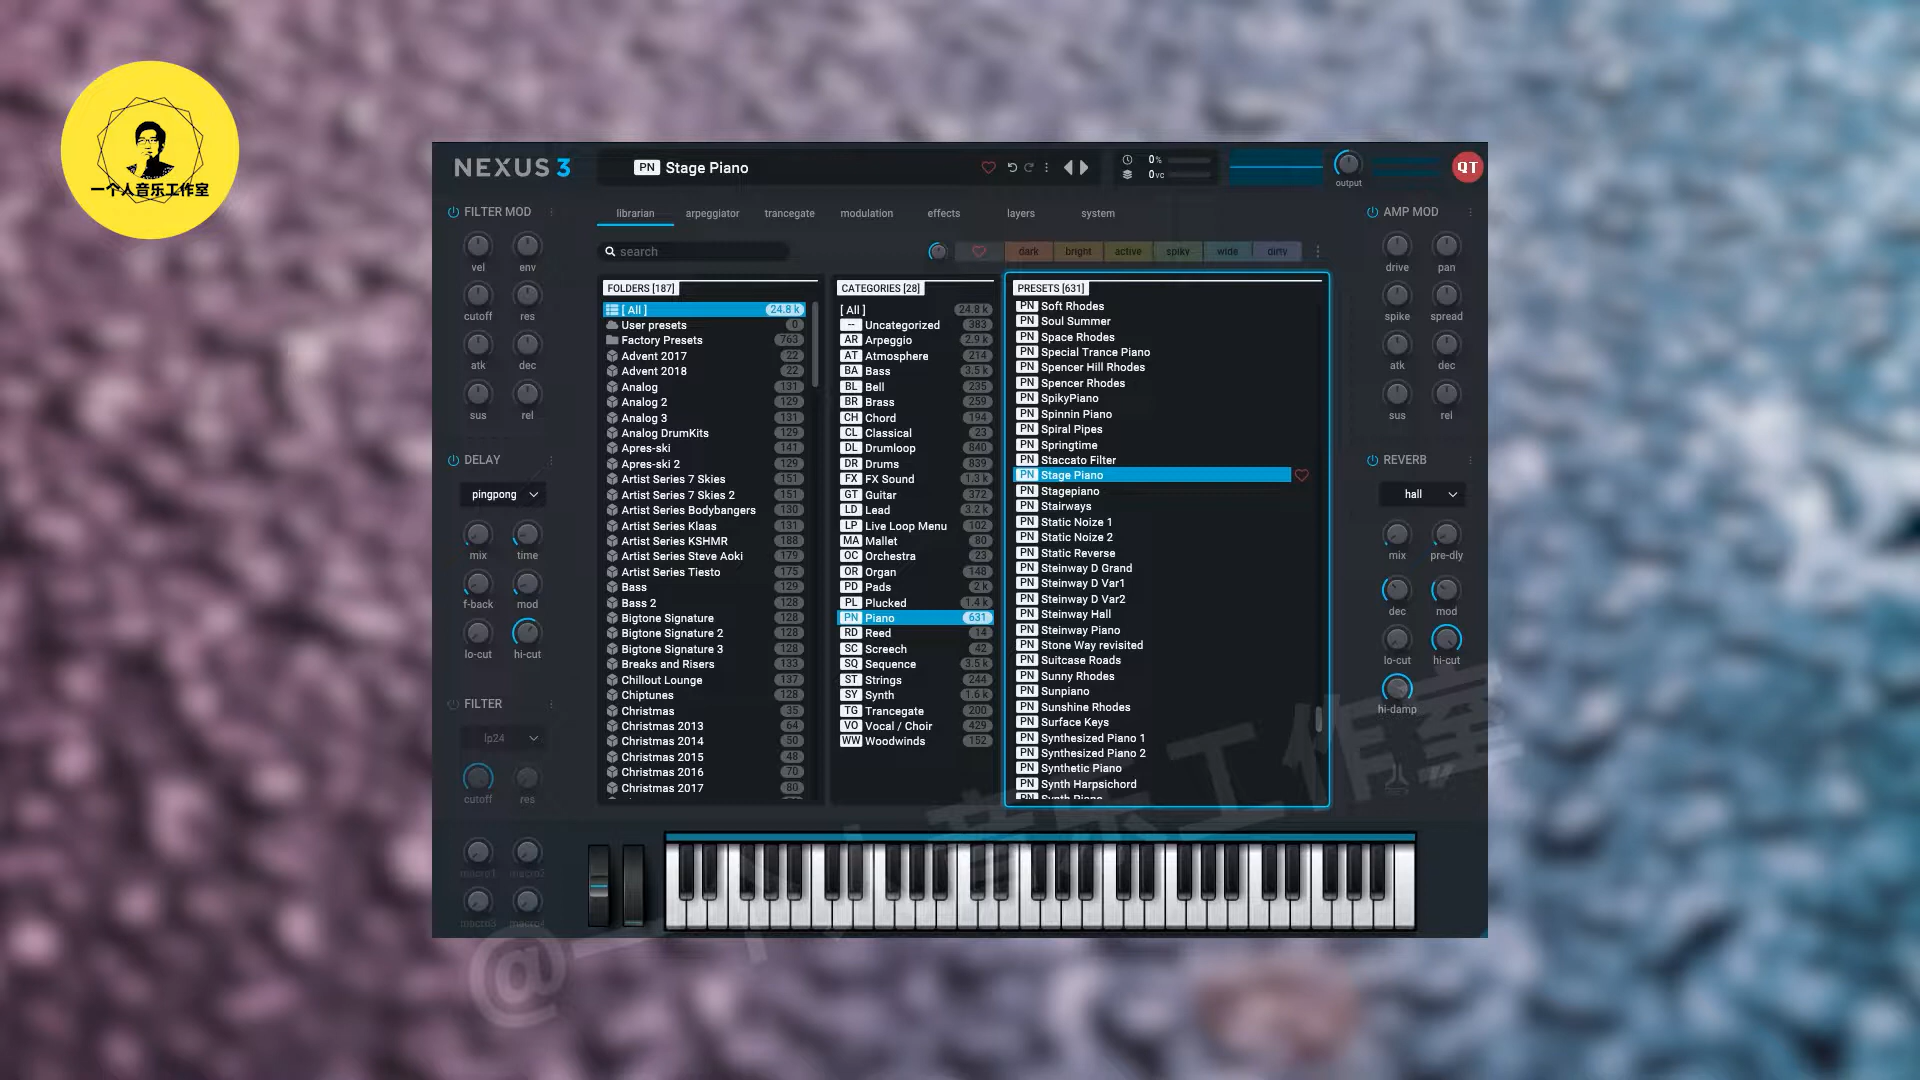 一个人音乐工作室
NEXUS 3
PN Stage Piano
0%
0vc
output
QT
FILTER MOD
vel env
cutoff res
atk dec
sus rel
DELAY
pingpong
mix time
f-back mod
lo-cut hi-cut
FILTER
lp24
cutoff res
macro1 macro2
macro3 macro4
librarian arpeggiator trancegate modulation effects layers system
search
dark bright active spiky wide dirty
FOLDERS [187]
[ All ] 24.8 k
User presets 0
Factory Presets 763
Advent 2017 22
Advent 2018 22
Analog 131
Analog 2 129
Analog 3 131
Analog DrumKits 129
Apres-ski 141
Apres-ski 2 129
Artist Series 7 Skies 151
Artist Series 7 Skies 2 151
Artist Series Bodybangers 130
Artist Series Klaas 131
Artist Series KSHMR 188
Artist Series Steve Aoki 179
Artist Series Tiesto 175
Bass 129
Bass 2 128
Bigtone Signature 128
Bigtone Signature 2 128
Bigtone Signature 3 128
Breaks and Risers 133
Chillout Lounge 137
Chiptunes 128
Christmas 35
Christmas 2013 64
Christmas 2014 50
Christmas 2015 48
Christmas 2016 70
Christmas 2017 80
CATEGORIES [28]
[ All ] 24.8 k
-- Uncategorized 383
AR Arpeggio 2.9 k
AT Atmosphere 214
BA Bass 3.5 k
BL Bell 235
BR Brass 259
CH Chord 194
CL Classical 23
DL Drumloop 840
DR Drums 839
FX FX Sound 1.3 k
GT Guitar 372
LD Lead 3.2 k
LP Live Loop Menu 102
MA Mallet 80
OC Orchestra 23
OR Organ 148
PD Pads 2 k
PL Plucked 1.4 k
PN Piano 631
RD Reed 14
SC Screech 42
SQ Sequence 3.5 k
ST Strings 244
SY Synth 1.6 k
TG Trancegate 200
VO Vocal / Choir 429
WW Woodwinds 152
PRESETS [631]
PN Soft Rhodes
PN Soul Summer
PN Space Rhodes
PN Special Trance Piano
PN Spencer Hill Rhodes
PN Spencer Rhodes
PN SpikyPiano
PN Spinnin Piano
PN Spiral Pipes
PN Springtime
PN Staccato Filter
PN Stage Piano
PN Stagepiano
PN Stairways
PN Static Noise 1
PN Static Noise 2
PN Static Reverse
PN Steinway D Grand
PN Steinway D Var1
PN Steinway D Var2
PN Steinway Hall
PN Steinway Piano
PN Stone Way revisited
PN Suitcase Roads
PN Sunny Rhodes
PN Sunpiano
PN Sunshine Rhodes
PN Surface Keys
PN Synthesized Piano 1
PN Synthesized Piano 2
PN Synthetic Piano
PN Synth Harpsichord
PN Synth Piano
AMP MOD
drive pan
spike spread
atk dec
sus rel
REVERB
hall
mix pre-dly
dec mod
lo-cut hi-cut
hi-damp
@一个人音乐工作室